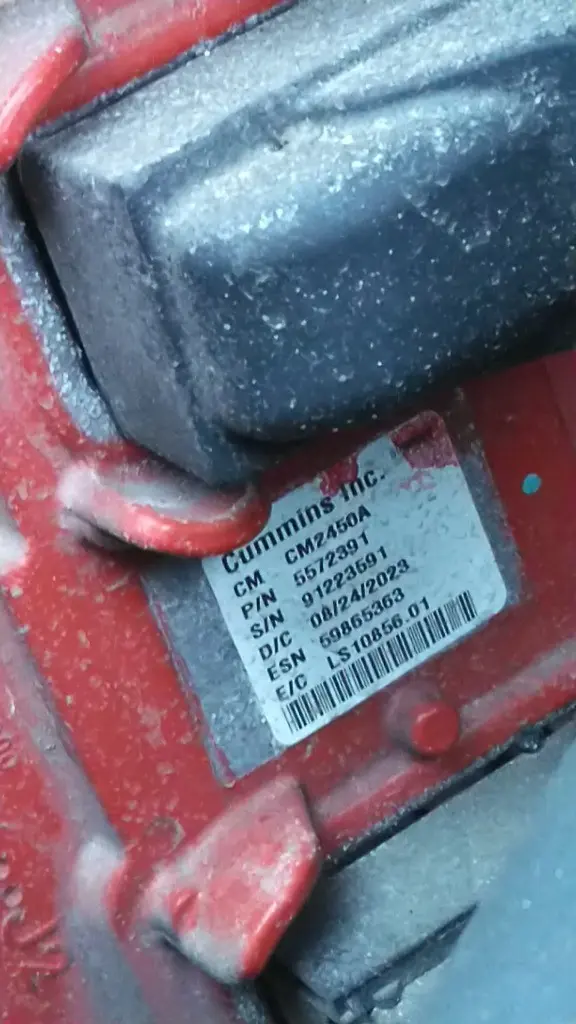 Cummins Inc.
CM CM2450A
P/N 5572391
S/N 91223591
D/C 08/24/2023
ESN 59865363
E/C LS10856.01